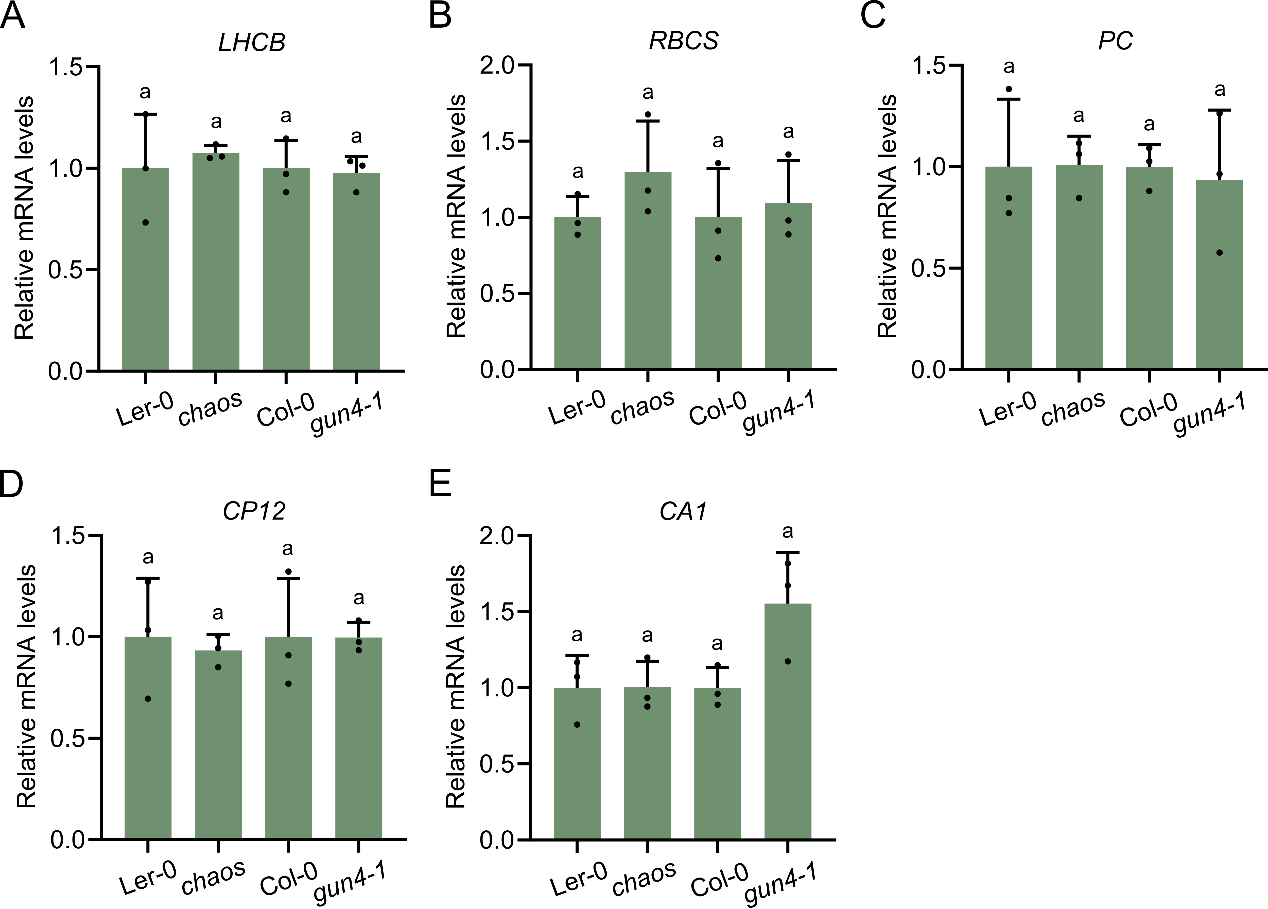 A
LHCB
Relative mRNA levels
1.5
1.0
0.5
0.0
a a a a
Ler-0 chaos Col-0 gun4-1
B
RBCS
Relative mRNA levels
2.0
1.5
1.0
0.5
0.0
a a a a
Ler-0 chaos Col-0 gun4-1
C
PC
Relative mRNA levels
1.5
1.0
0.5
0.0
a a a a
Ler-0 chaos Col-0 gun4-1
D
CP12
Relative mRNA levels
1.5
1.0
0.5
0.0
a a a a
Ler-0 chaos Col-0 gun4-1
E
CA1
Relative mRNA levels
2.0
1.5
1.0
0.5
0.0
a a a a
Ler-0 chaos Col-0 gun4-1